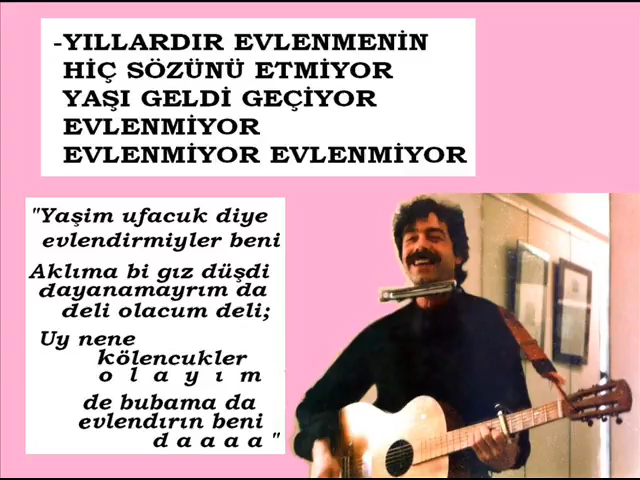 -YILLARDIR EVLENMENİN
HİÇ SÖZÜNÜ ETMİYOR
YAŞI GELDİ GEÇİYOR
EVLENMİYOR
EVLENMİYOR EVLENMİYOR
"Yaşim ufacuk diye
evlendirmiyler beni
Aklıma bi gız düşdi
dayanamayrım da
deli olacum deli;
Uy nene
kölencukler
o l a y ı m
de bubama da
evlendırın beni
d a a a a "